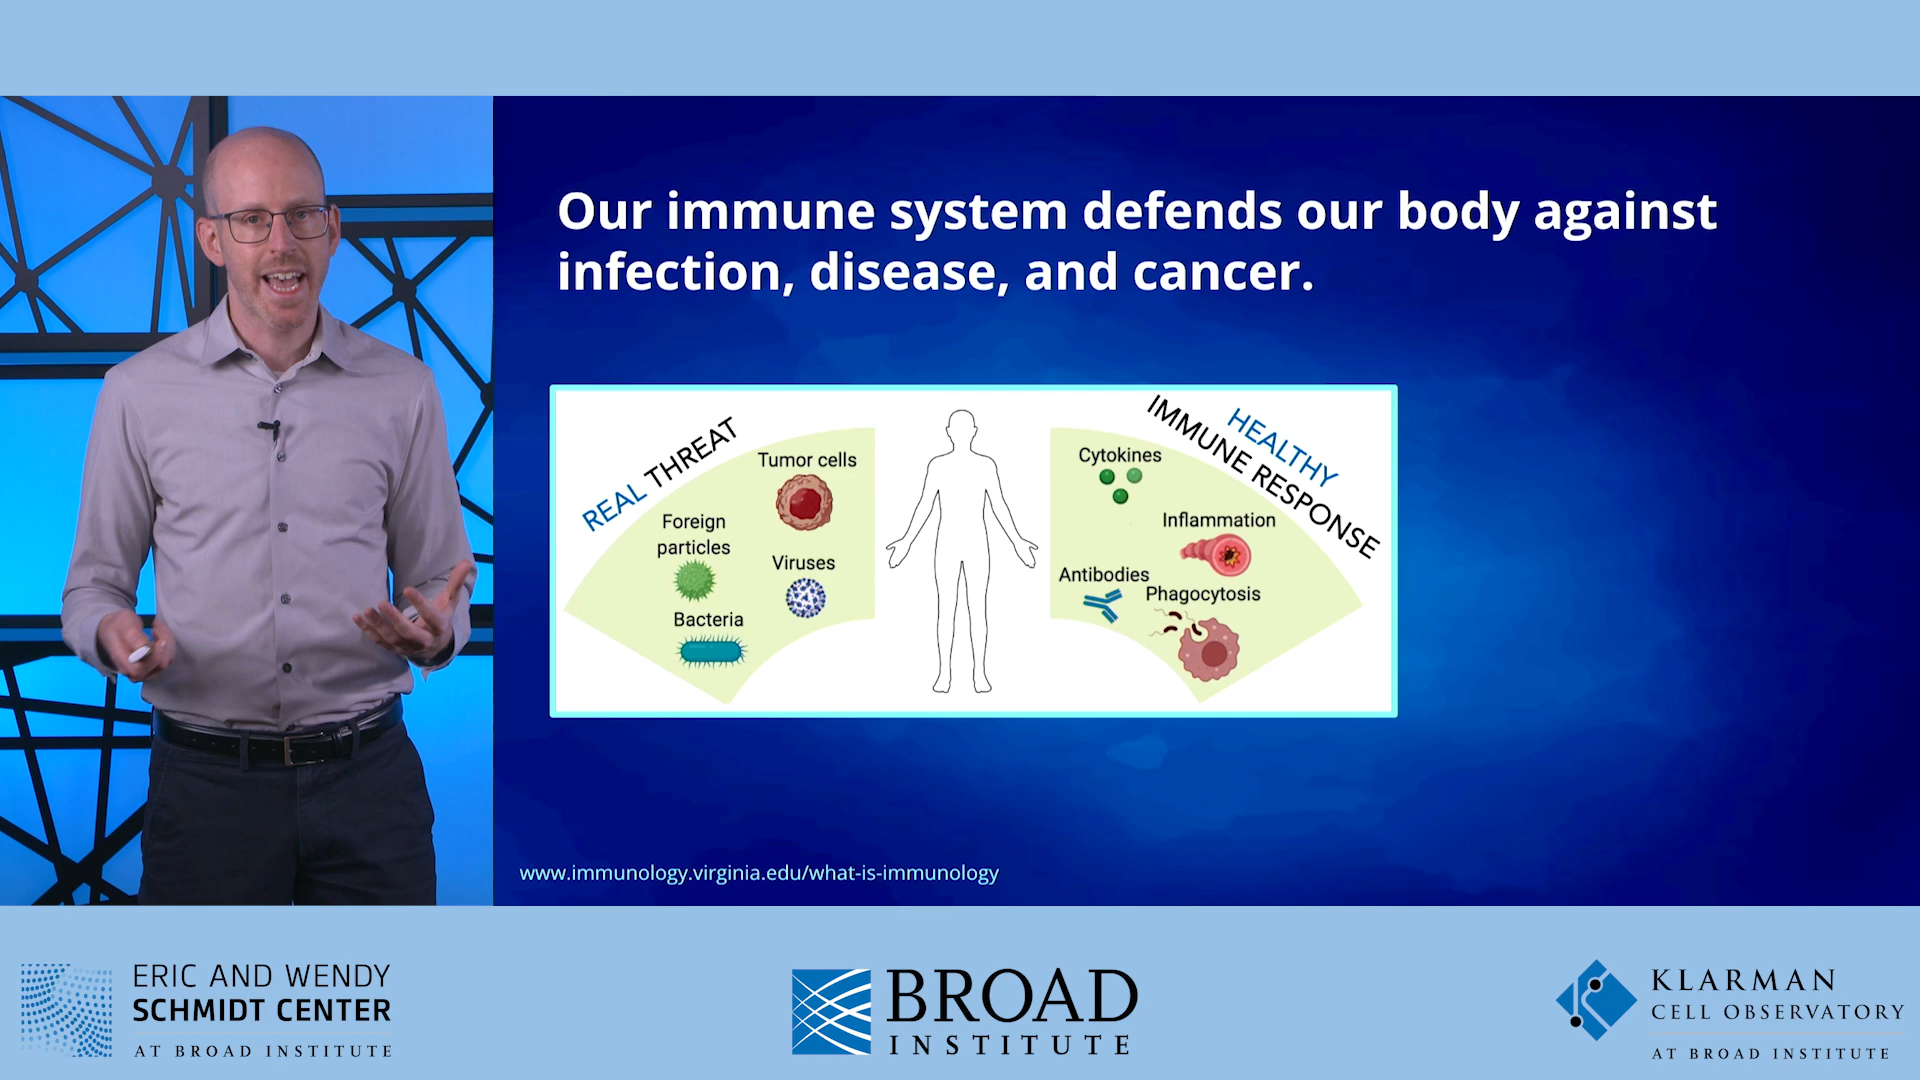 Our immune system defends our body against
infection, disease, and cancer.
REAL THREAT
Tumor cells
Foreign
particles
Viruses
Bacteria
HEALTHY
IMMUNE RESPONSE
Cytokines
Inflammation
Antibodies
Phagocytosis
www.immunology.virginia.edu/what-is-immunology
ERIC AND WENDY
SCHMIDT CENTER
AT BROAD INSTITUTE
BROAD
INSTITUTE
KLARMAN
CELL OBSERVATORY
AT BROAD INSTITUTE